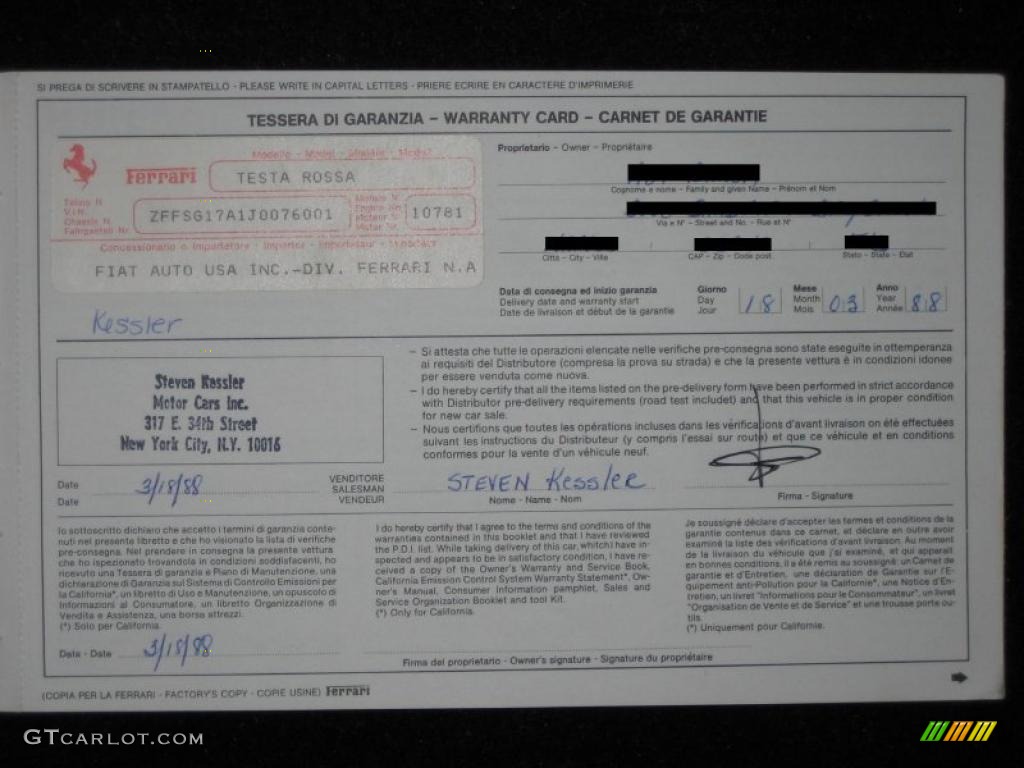 SI PREGA DI SCRIVERE IN STAMPATELLO - PLEASE WRITE IN CAPITAL LETTERS - PRIERE ECRIRE EN CARACTERE D'IMPRIMERIE
TESSERA DI GARANZIA – WARRANTY CARD – CARNET DE GARANTIE
Modello - Model - Modèle - Modell
Ferrari
TESTA ROSSA
Telaio N.
V.I.N.
Chassis N.
Fahrgestell Nr.
ZFFSG17A1J0076001
Motore N.
Engine No.
Moteur N.
Motor Nr.
10781
Concessionario o Importatore - Importer - Importateur -
FIAT AUTO USA INC.-DIV. FERRARI N.A
Kessler
Proprietario - Owner - Propriétaire
Cognome e nome - Family and given Name - Prénom et Nom
Via e N° - Street and No. - Rue et N°
Città - City - Ville
CAP - Zip - Code post.
Stato - State - Etat
Data di consegna ed inizio garanzia
Delivery date and warranty start
Date de livraison et début de la garantie
Giorno
Day
Jour
18
Mese
Month
Mois
03
Anno
Year
Année
88
Steven Kessler
Motor Cars Inc.
317 E. 34th Street
New York City, N.Y. 10016
– Si attesta che tutte le operazioni elencate nelle verifiche pre-consegna sono state eseguite in ottemperanza
ai requisiti del Distributore (compresa la prova su strada) e che la presente vettura è in condizioni idonee
per essere venduta come nuova.
– I do hereby certify that all the items listed on the pre-delivery form have been performed in strict accordance
with Distributor pre-delivery requirements (road test includet) and that this vehicle is in proper condition
for new car sale.
– Nous certifions que toutes les opérations incluses dans les vérifications d'avant livraison on été effectuées
suivant les instructions du Distributeur (y compris l'essai sur route) et que ce véhicule et en conditions
conformes pour la vente d'un véhicule neuf.
Data
Date
3/18/88
VENDITORE
SALESMAN
VENDEUR
STEVEN Kessler
Nome - Name - Nom
Firma - Signature
Io sottoscritto dichiaro che accetto i termini di garanzia conte-
nuti nel presente libretto e che ho visionato la lista di verifiche
pre-consegna. Nel prendere in consegna la presente vettura
che ho ispezionato trovandola in condizioni soddisfacenti, ho
ricevuto una Tessera di garanzia e Piano di Manutenzione, una
dichiarazione di Garanzia sul Sistema di Controllo Emissioni per
la California*, un libretto di Uso e Manutenzione, un opuscolo di
Informazioni al Consumatore, un libretto Organizzazione di
Vendita e Assistenza, una borsa attrezzi.
(*) Solo per California.
I do hereby certify that I agree to the terms and conditions of the
warranties contained in this booklet and that I have reviewed
the P.D.I. list. While taking delivery of this car, which I have in-
spected and appears to be in satisfactory condition, I have re-
ceived a copy of the Owner's Warranty and Service Book,
California Emission Control System Warranty Statement*, Ow-
ner's Manual, Consumer Information pamphlet, Sales and
Service Organization Booklet and tool Kit.
(*) Only for California.
Je soussigné déclare d'accepter les termes et conditions de la
garantie contenus dans ce carnet, et déclare en outre avoir
examiné la liste des vérifications d'avant livraison. Au moment
de la livraison du véhicule que j'ai examiné, et qui apparait
en bonnes conditions, il a été remis au soussigné: un Carnet de
garantie et d'Entretien, une déclaration de Garantie sur l'E-
quipement anti-Pollution pour la Californie*, une Notice d'En-
tretien, un livret "Informations pour le Consommateur", un livret
"Organisation de Vente et de Service" et une trousse porte ou-
tils.
(*) Uniquement pour Californie.
Data - Date
3/18/88
Firma del proprietario - Owner's signature - Signature du propriétaire
(COPIA PER LA FERRARI - FACTORY'S COPY - COPIE USINE) Ferrari
GTCARLOT.COM